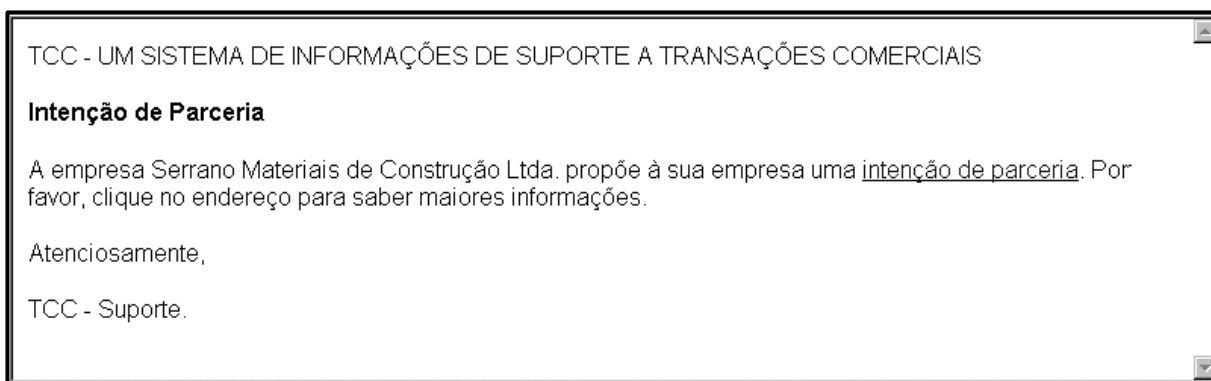 TCC - UM SISTEMA DE INFORMAÇÕES DE SUPORTE A TRANSAÇÕES COMERCIAIS
Intenção de Parceria
A empresa Serrano Materiais de Construção Ltda. propõe à sua empresa uma intenção de parceria. Por
favor, clique no endereço para saber maiores informações.
Atenciosamente,
TCC - Suporte.